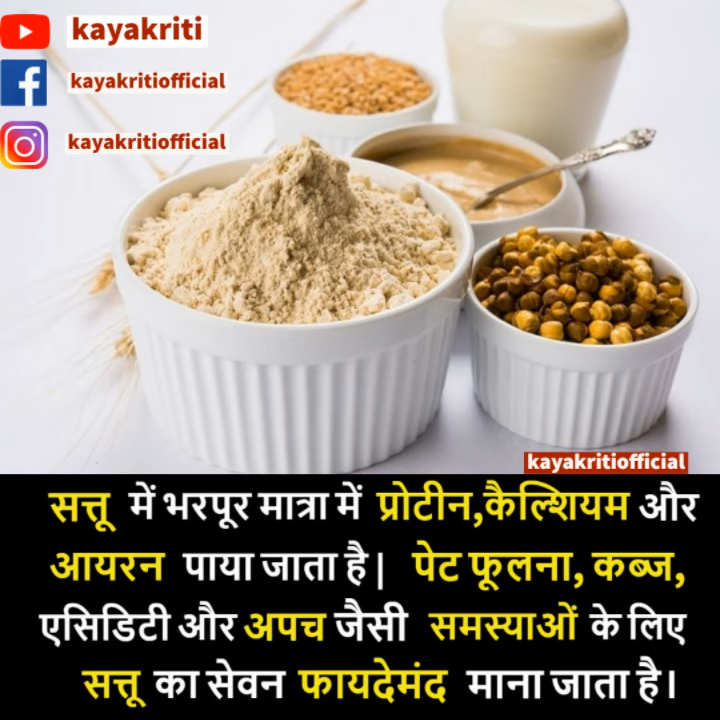 kayakriti
kayakritiofficial
kayakritiofficial
kayakritiofficial
सत्तू में भरपूर मात्रा में प्रोटीन,कैल्शियम और
आयरन पाया जाता है| पेट फूलना, कब्ज,
एसिडिटी और अपच जैसी समस्याओं के लिए
सत्तू का सेवन फायदेमंद माना जाता है।